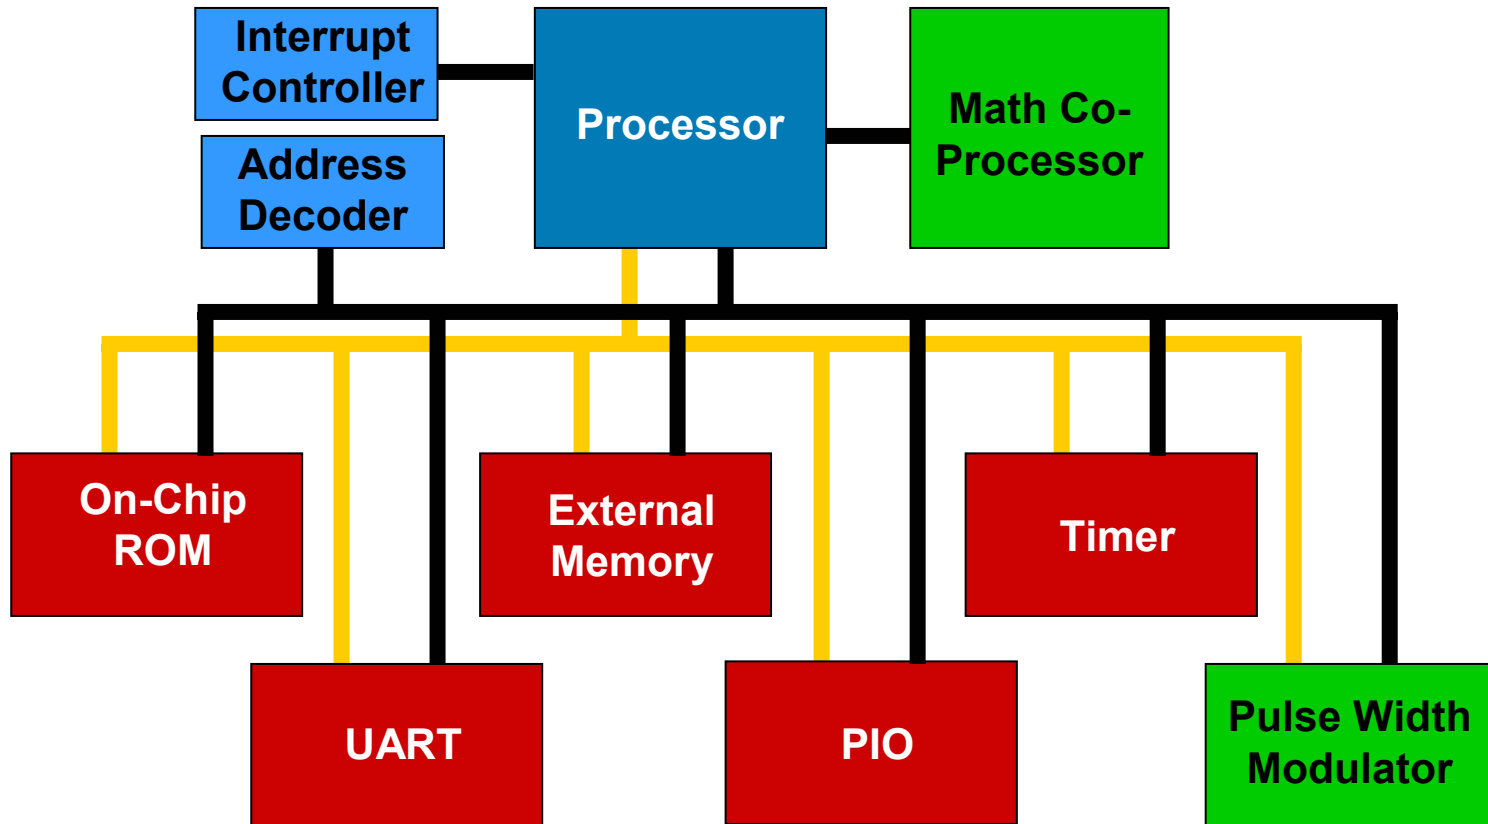 Interrupt
Controller
Processor
Math Co-
Processor
Address
Decoder
On-Chip
ROM
External
Memory
Timer
UART
PIO
Pulse Width
Modulator